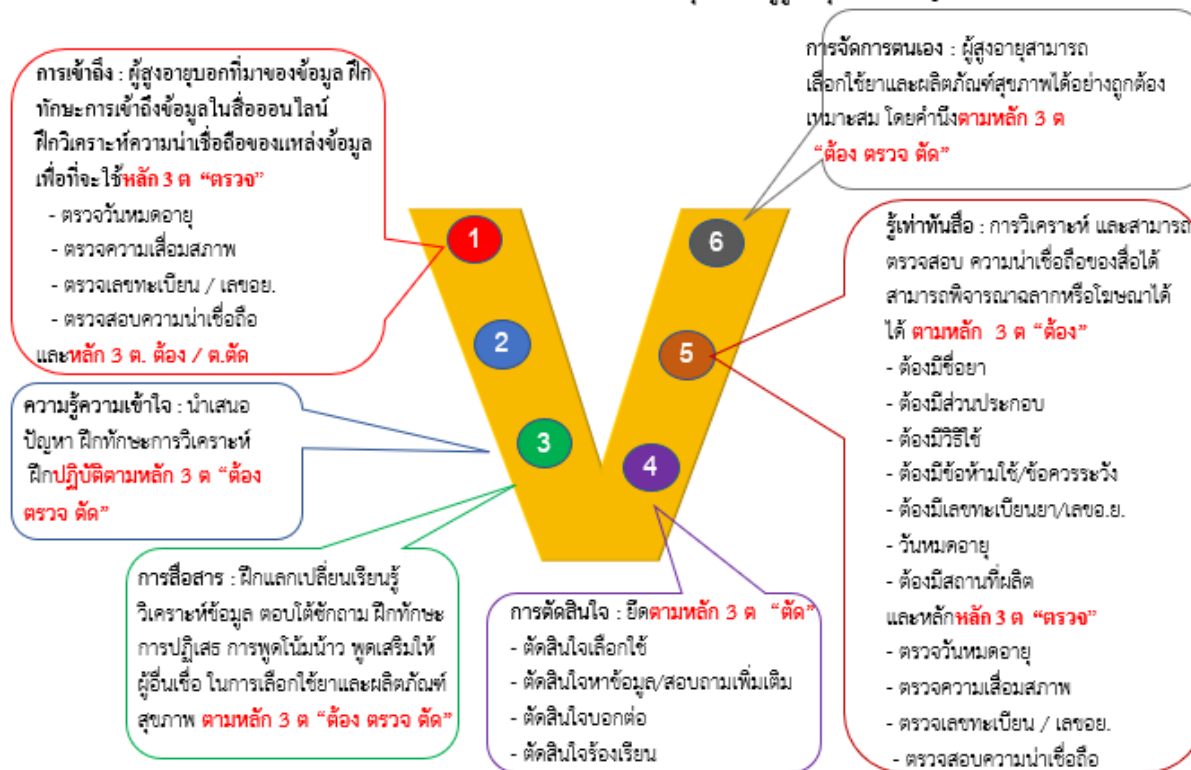 การเข้าถึง : ผู้สูงอายุบอกที่มาของข้อมูล ฝึก
ทักษะการเข้าถึงข้อมูลในสื่อออนไลน์
ฝึกวิเคราะห์ความน่าเชื่อถือของแหล่งข้อมูล
เพื่อที่จะใช้หลัก 3 ต “ตรวจ”
- ตรวจวันหมดอายุ
- ตรวจความเสื่อมสภาพ
- ตรวจเลขทะเบียน / เลขอย.
- ตรวจสอบความน่าเชื่อถือ
และหลัก 3 ต. ต้อง / ต.ตัด
ความรู้ความเข้าใจ : นำเสนอ
ปัญหา ฝึกทักษะการวิเคราะห์
ฝึกปฏิบัติตามหลัก 3 ต “ต้อง
ตรวจ ตัด”
การสื่อสาร : ฝึกแลกเปลี่ยนเรียนรู้
วิเคราะห์ข้อมูล ตอบโต้ซักถาม ฝึกทักษะ
การปฏิเสธ การพูดโน้มน้าว พูดเสริมให้
ผู้อื่นเชื่อ ในการเลือกใช้ยาและผลิตภัณฑ์
สุขภาพ ตามหลัก 3 ต “ต้อง ตรวจ ตัด”
1
2
3
4
5
6
การตัดสินใจ : ยึดตามหลัก 3 ต “ตัด”
- ตัดสินใจเลือกใช้
- ตัดสินใจหาข้อมูล/สอบถามเพิ่มเติม
- ตัดสินใจบอกต่อ
- ตัดสินใจร้องเรียน
รู้เท่าทันสื่อ : การวิเคราะห์ และสามารถ
ตรวจสอบ ความน่าเชื่อถือของสื่อได้
สามารถพิจารณาฉลากหรือโฆษณาได้
ได้ ตามหลัก 3 ต “ต้อง”
- ต้องมีชื่อยา
- ต้องมีส่วนประกอบ
- ต้องมีวิธีใช้
- ต้องมีข้อห้ามใช้/ข้อควรระวัง
- ต้องมีเลขทะเบียนยา/เลขอ.ย.
- วันหมดอายุ
- ต้องมีสถานที่ผลิต
และหลักหลัก 3 ต “ตรวจ”
- ตรวจวันหมดอายุ
- ตรวจความเสื่อมสภาพ
- ตรวจเลขทะเบียน / เลขอย.
- ตรวจสอบความน่าเชื่อถือ
การจัดการตนเอง : ผู้สูงอายุสามารถ
เลือกใช้ยาและผลิตภัณฑ์สุขภาพได้อย่างถูกต้อง
เหมาะสม โดยคำนึงตามหลัก 3 ต
“ต้อง ตรวจ ตัด”